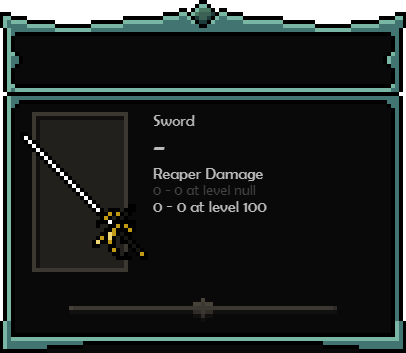 Sword
–
Reaper Damage
0 - 0 at level null
0 - 0 at level 100